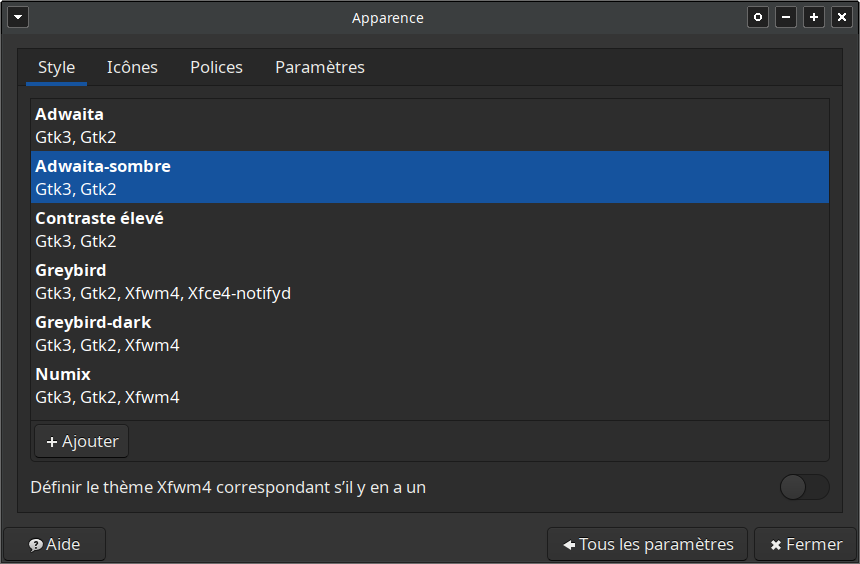 Apparence
Style Icônes Polices Paramètres
Adwaita
Gtk3, Gtk2
Adwaita-sombre
Gtk3, Gtk2
Contraste élevé
Gtk3, Gtk2
Greybird
Gtk3, Gtk2, Xfwm4, Xfce4-notifyd
Greybird-dark
Gtk3, Gtk2, Xfwm4
Numix
Gtk3, Gtk2, Xfwm4
Ajouter
Définir le thème Xfwm4 correspondant s’il y en a un
Aide Tous les paramètres Fermer